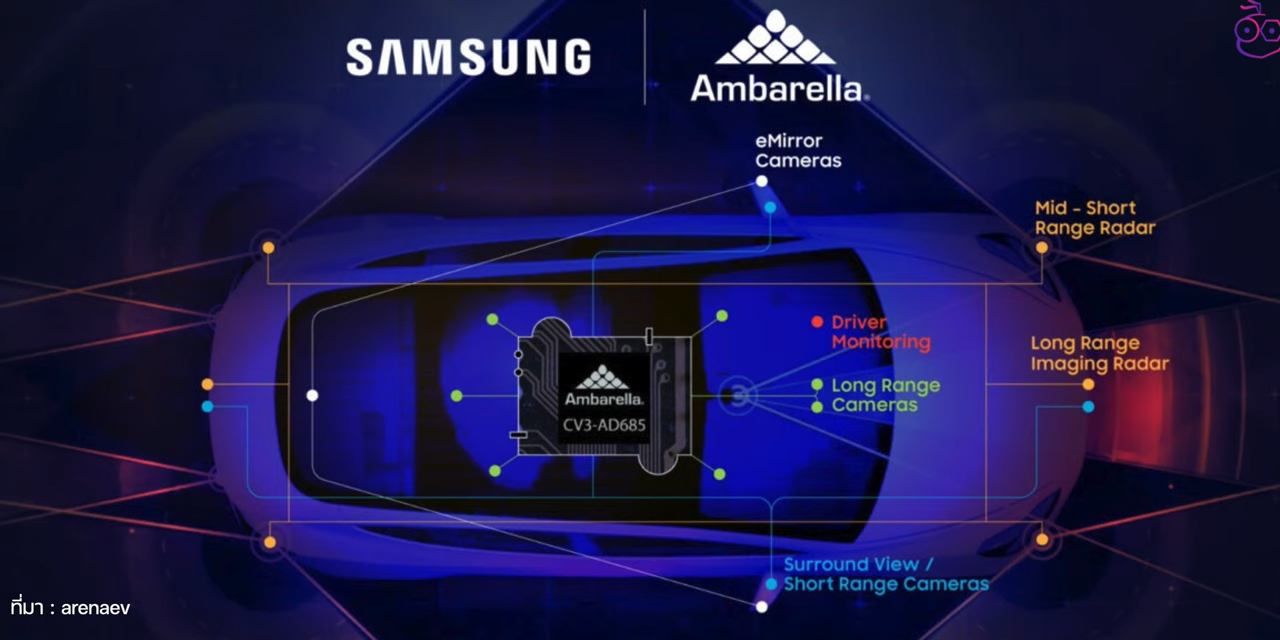 SAMSUNG
Ambarella
eMirror
Cameras
Mid - Short
Range Radar
Driver
Monitoring
Long Range
Imaging Radar
Long Range
Cameras
Ambarella.
CV3-AD685
Surround View /
Short Range Cameras
ที่มา : arenaev